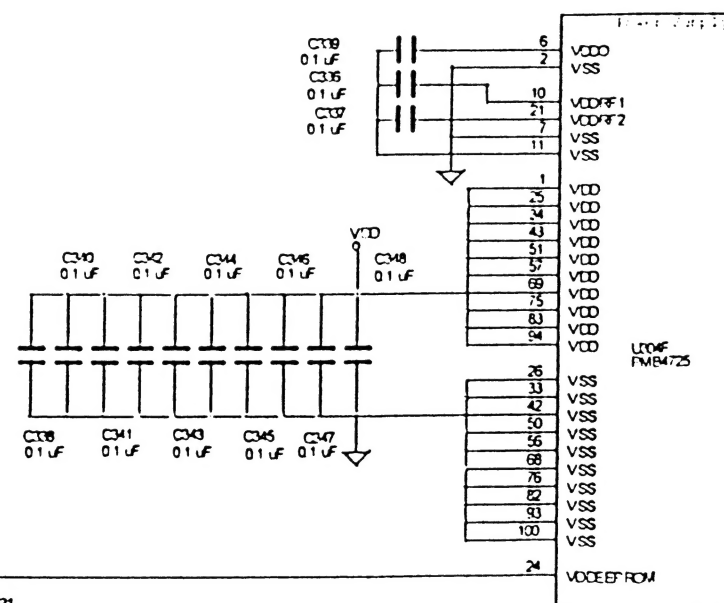 C339
0.1 uF
C336
0.1 uF
C337
0.1 uF
6 VDDO
2 VSS
10 VDDRF1
21 VDDRF2
7 VSS
11 VSS
1 VDD
25 VDD
34 VDD
43 VDD
51 VDD
57 VDD
69 VDD
75 VDD
83 VDD
94 VDD
VDD
C340
0.1 uF
C342
0.1 uF
C344
0.1 uF
C346
0.1 uF
C348
0.1 uF
PMB4725
26 VSS
33 VSS
42 VSS
50 VSS
56 VSS
68 VSS
76 VSS
82 VSS
93 VSS
100 VSS
C338
0.1 uF
C341
0.1 uF
C343
0.1 uF
C345
0.1 uF
C347
0.1 uF
24 VDDEEPROM